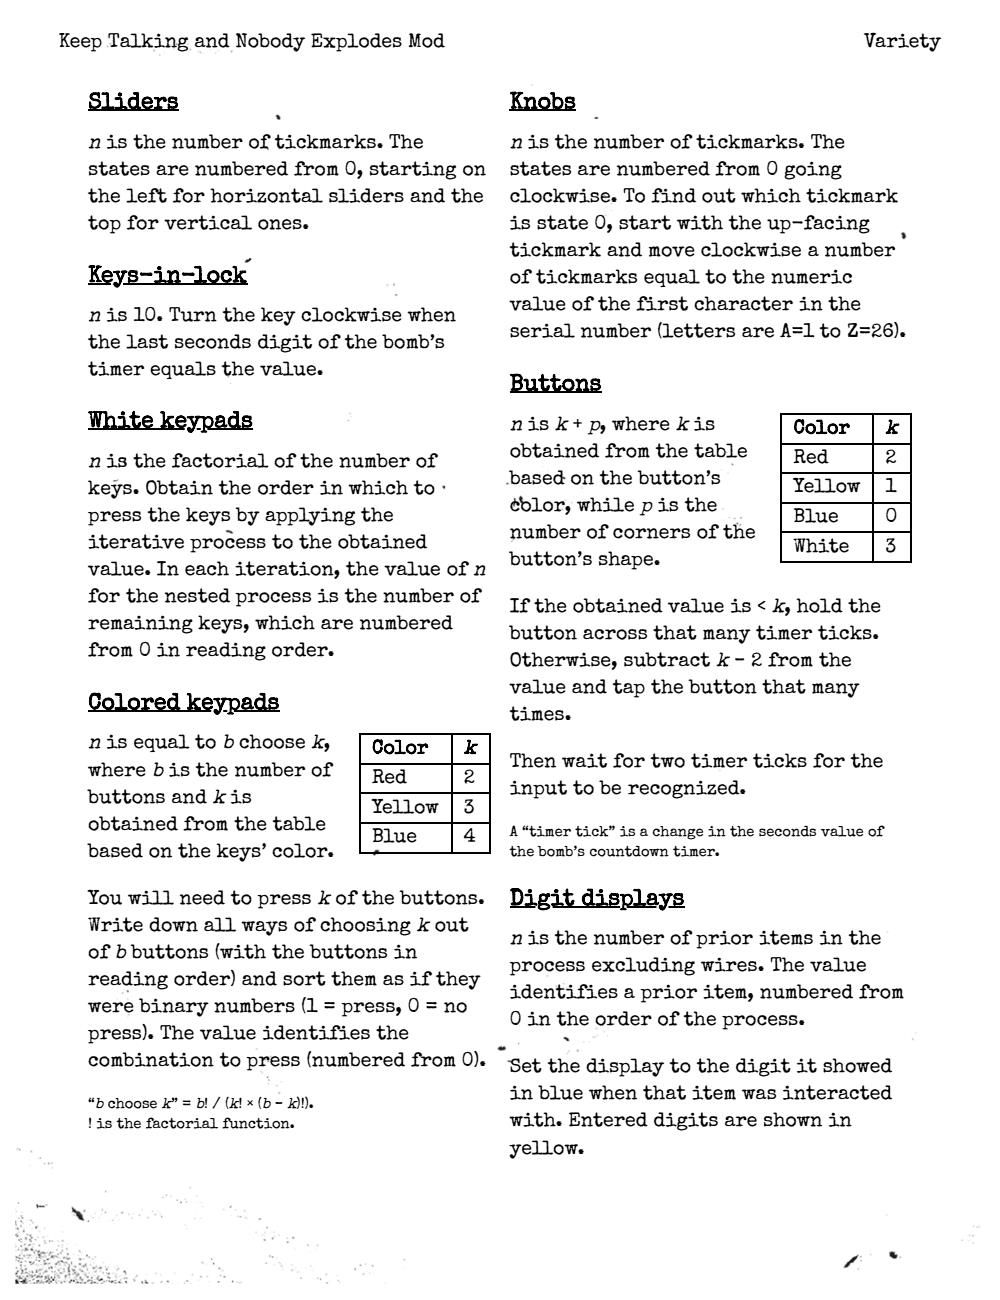 Keep Talking and Nobody Explodes Mod
Variety
Sliders
n is the number of tickmarks. The
states are numbered from 0, starting on
the left for horizontal sliders and the
top for vertical ones.
Keys-in-lock
n is 10. Turn the key clockwise when
the last seconds digit of the bomb's
timer equals the value.
White keypads
n is the factorial of the number of
keys. Obtain the order in which to
press the keys by applying the
iterative process to the obtained
value. In each iteration, the value of n
for the nested process is the number of
remaining keys, which are numbered
from 0 in reading order.
Colored keypads
n is equal to b choose k,
where b is the number of
buttons and k is
obtained from the table
based on the keys' color.
Color k
Red 2
Yellow 3
Blue 4
You will need to press k of the buttons.
Write down all ways of choosing k out
of b buttons (with the buttons in
reading order) and sort them as if they
were binary numbers (1 = press, 0 = no
press). The value identifies the
combination to press (numbered from 0).
"b choose k" = b! / (k! × (b − k)!).
! is the factorial function.
Knobs
n is the number of tickmarks. The
states are numbered from 0 going
clockwise. To find out which tickmark
is state 0, start with the up-facing
tickmark and move clockwise a number
of tickmarks equal to the numeric
value of the first character in the
serial number (letters are A=1 to Z=26).
Buttons
n is k + p, where k is
obtained from the table
based on the button's
color, while p is the
number of corners of the
button's shape.
Color k
Red 2
Yellow 1
Blue 0
White 3
If the obtained value is < k, hold the
button across that many timer ticks.
Otherwise, subtract k − 2 from the
value and tap the button that many
times.
Then wait for two timer ticks for the
input to be recognized.
A "timer tick" is a change in the seconds value of
the bomb's countdown timer.
Digit displays
n is the number of prior items in the
process excluding wires. The value
identifies a prior item, numbered from
0 in the order of the process.
Set the display to the digit it showed
in blue when that item was interacted
with. Entered digits are shown in
yellow.